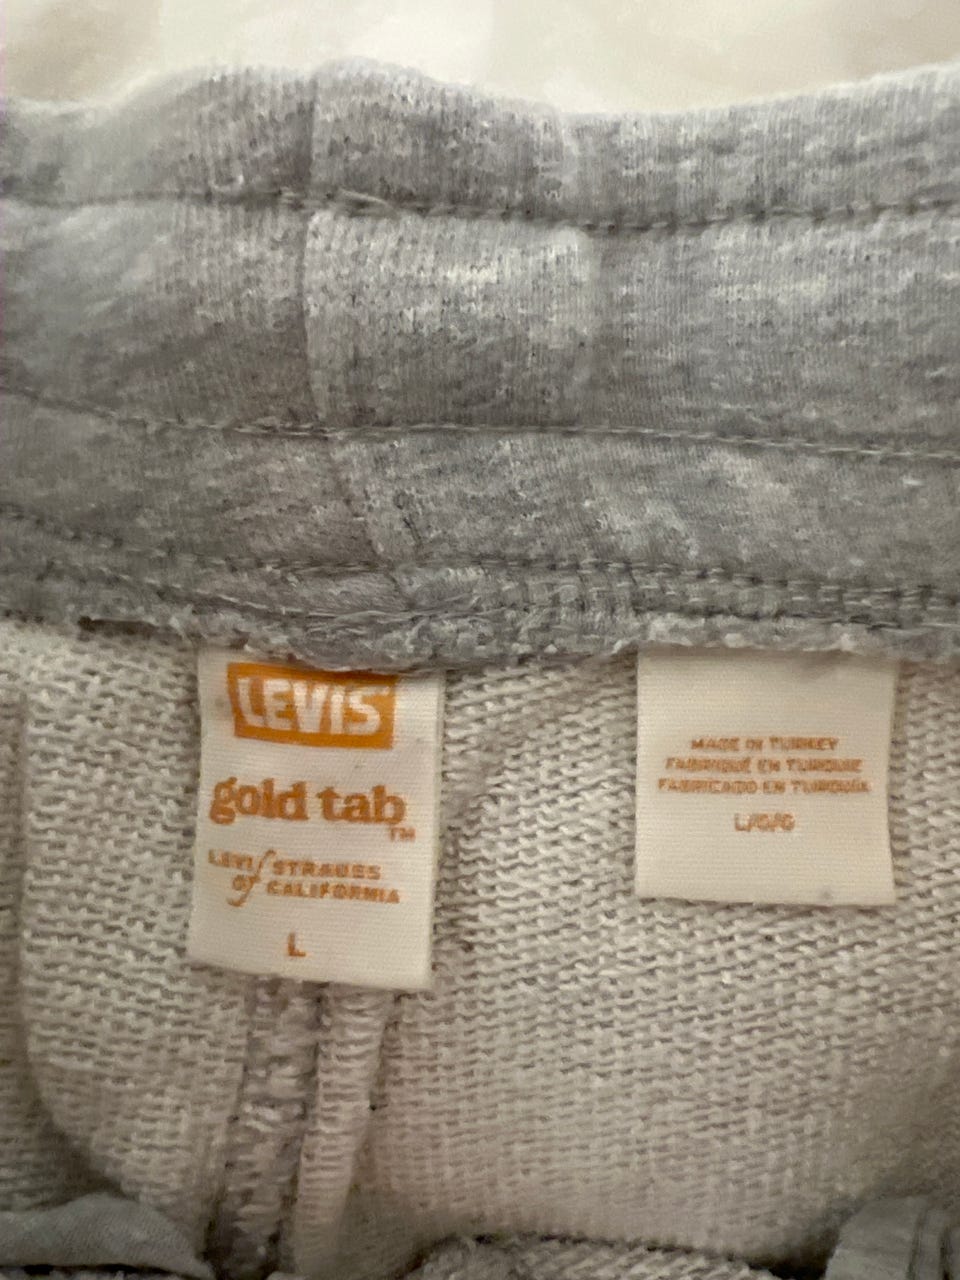 LEVIS
gold tab
TM
LEVI STRAUSS
of CALIFORNIA
L
MADE IN TURKEY
FABRIQUÉ EN TURQUIE
FABRICADO EN TURQUÍA
L/G/G